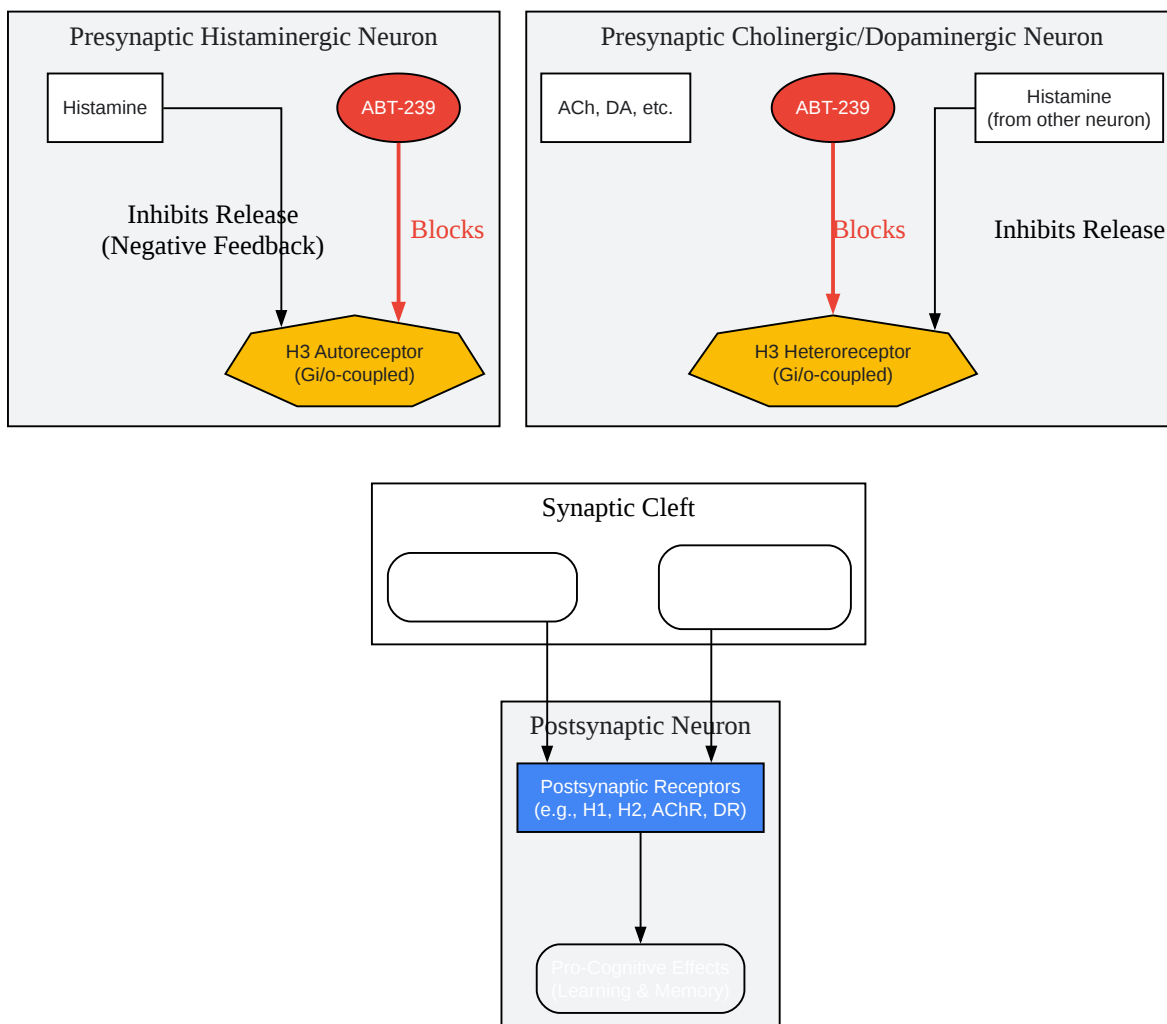 Presynaptic Histaminergic Neuron
Histamine
ABT-239
Inhibits Release
(Negative Feedback)
Blocks
H3 Autoreceptor
(Gi/o-coupled)
Presynaptic Cholinergic/Dopaminergic Neuron
ACh, DA, etc.
ABT-239
Histamine
(from other neuron)
Blocks
Inhibits Release
H3 Heteroreceptor
(Gi/o-coupled)
Synaptic Cleft
Postsynaptic Neuron
Postsynaptic Receptors
(e.g., H1, H2, AChR, DR)
Pro-Cognitive Effects
(Learning & Memory)